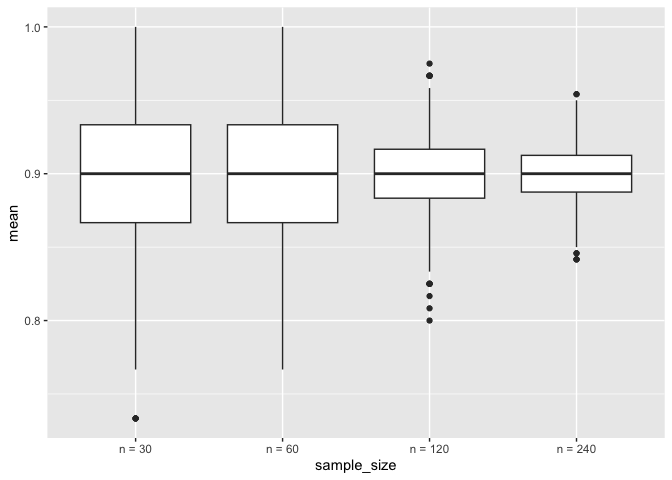 1.0
0.9
0.8
mean
n = 30
n = 60
n = 120
n = 240
sample_size